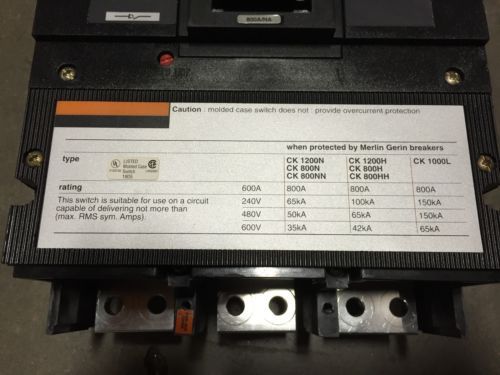 800A/NA
Caution : molded case switch does not : provide overcurrent protection
when protected by Merlin Gerin breakers
type
LISTED
Molded Case
Switch
CK 1200N
CK 800N
CK 800NN
CK 1200H
CK 800H
CK 800HH
CK 1000L
rating 600A 800A 800A 800A
This switch is suitable for use on a circuit 240V 65kA 100kA 150kA
capable of delivering not more than 480V 50kA 65kA 150kA
(max. RMS sym. Amps). 600V 35kA 42kA 65kA